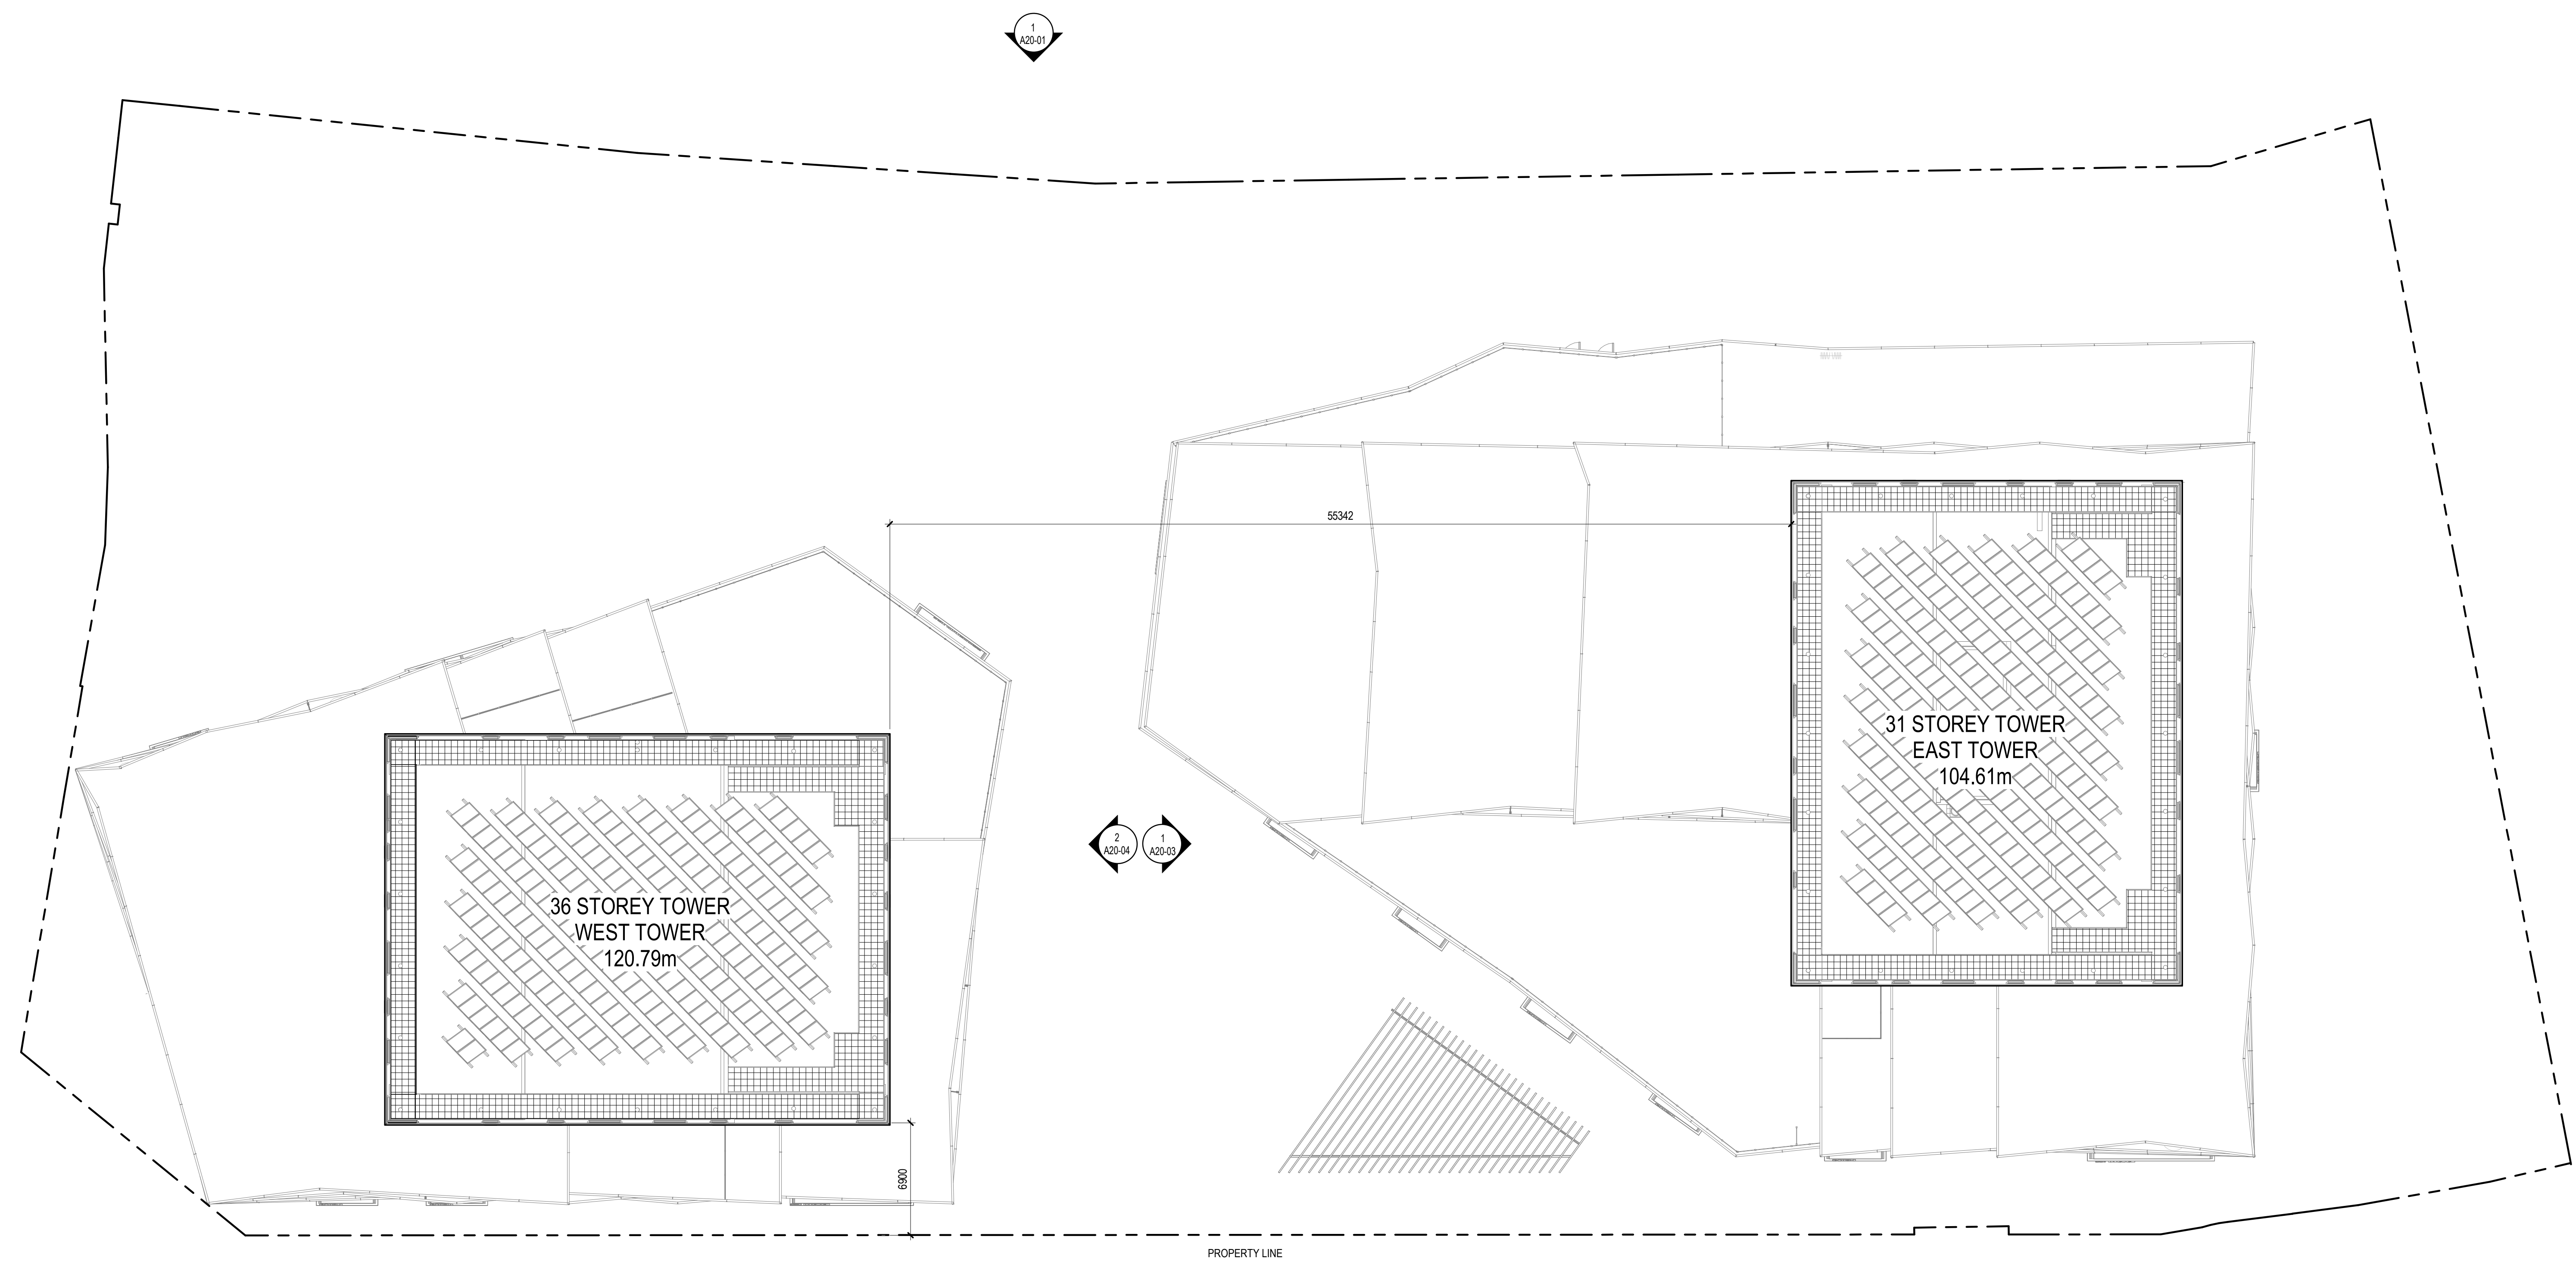 1
A20-01
55342
31 STOREY TOWER
EAST TOWER
104.61m
2
A20-04
1
A20-03
36 STOREY TOWER
WEST TOWER
120.79m
6900
PROPERTY LINE